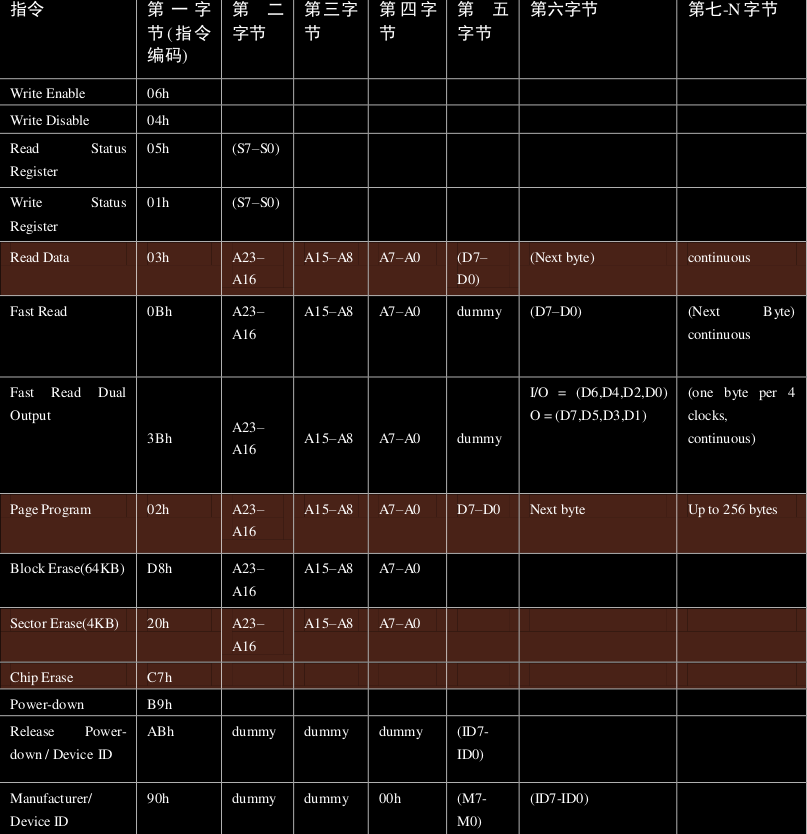 指令 第一字节(指令编码) 第二字节 第三字节 第四字节 第五字节 第六字节 第七-N字节
Write Enable 06h
Write Disable 04h
Read Status Register 05h (S7–S0)
Write Status Register 01h (S7–S0)
Read Data 03h A23–A16 A15–A8 A7–A0 (D7–D0) (Next byte) continuous
Fast Read 0Bh A23–A16 A15–A8 A7–A0 dummy (D7–D0) (Next Byte) continuous
Fast Read Dual Output 3Bh A23–A16 A15–A8 A7–A0 dummy I/O = (D6,D4,D2,D0) O = (D7,D5,D3,D1) (one byte per 4 clocks, continuous)
Page Program 02h A23–A16 A15–A8 A7–A0 D7–D0 Next byte Up to 256 bytes
Block Erase(64KB) D8h A23–A16 A15–A8 A7–A0
Sector Erase(4KB) 20h A23–A16 A15–A8 A7–A0
Chip Erase C7h
Power-down B9h
Release Power-down / Device ID ABh dummy dummy dummy (ID7-ID0)
Manufacturer/ Device ID 90h dummy dummy 00h (M7-M0) (ID7-ID0)